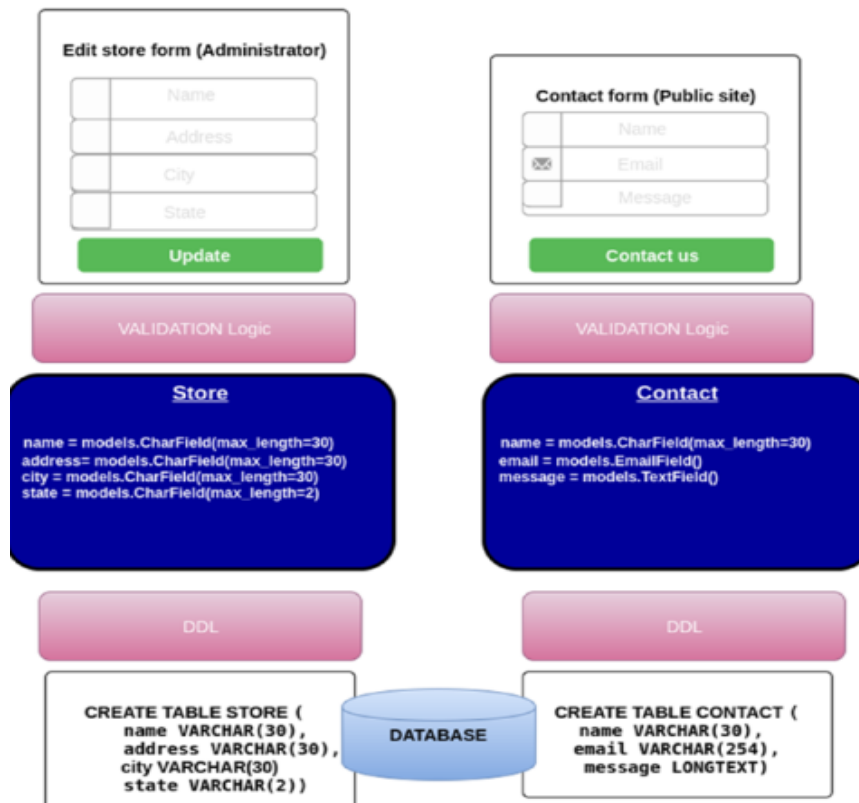 Edit store form (Administrator)
Name
Address
City
State
Update
VALIDATION Logic
Store
name = models.CharField(max_length=30)
address= models.CharField(max_length=30)
city = models.CharField(max_length=30)
state = models.CharField(max_length=2)
DDL
CREATE TABLE STORE (
name VARCHAR(30),
address VARCHAR(30),
city VARCHAR(30)
state VARCHAR(2))
DATABASE
Contact form (Public site)
Name
Email
Message
Contact us
VALIDATION Logic
Contact
name = models.CharField(max_length=30)
email = models.EmailField()
message = models.TextField()
DDL
CREATE TABLE CONTACT (
name VARCHAR(30),
email VARCHAR(254),
message LONGTEXT)